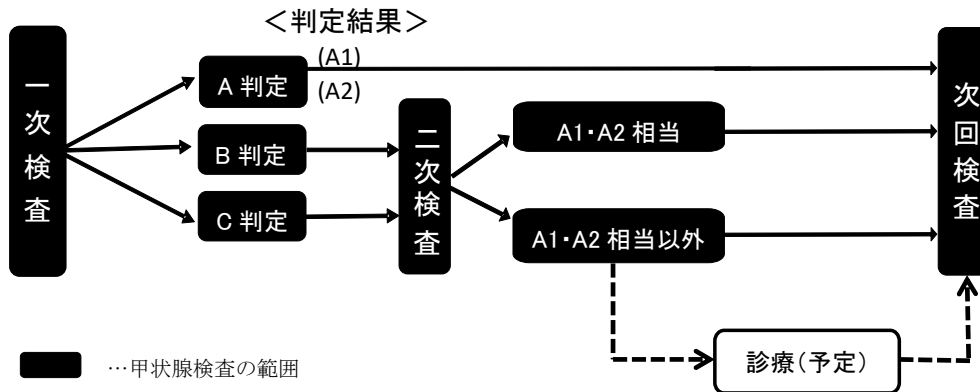 ＜判定結果＞
一次検査
A 判定
(A1)
(A2)
B 判定
C 判定
二次検査
A1・A2 相当
A1・A2 相当以外
次回検査
診療(予定)
…甲状腺検査の範囲